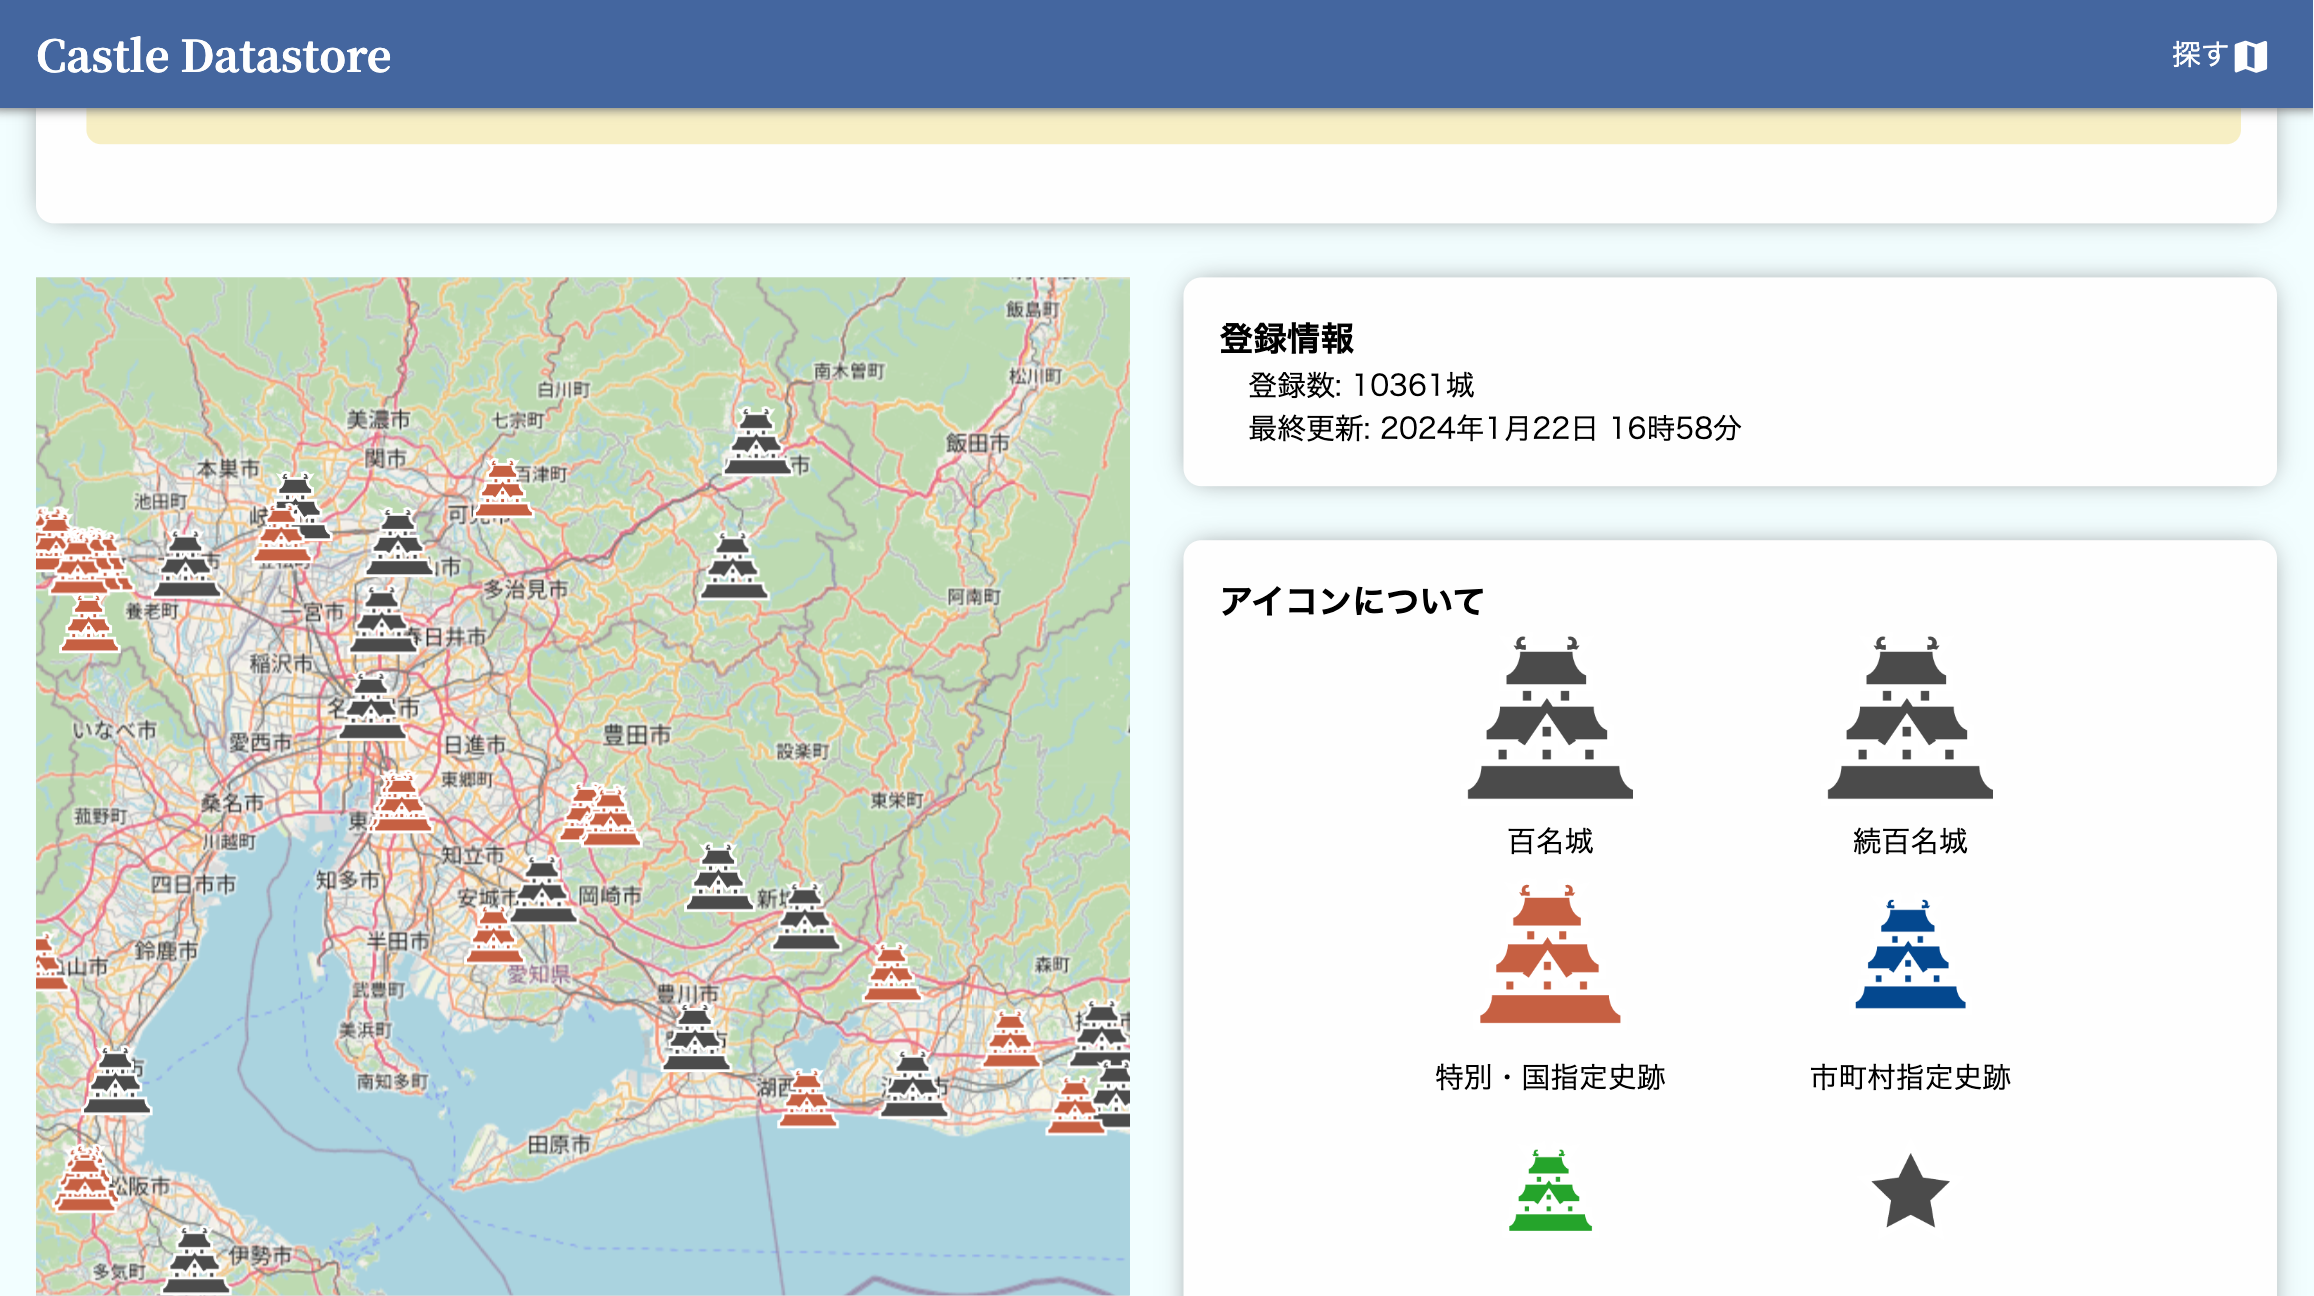 Castle Datastore
探す
飯島町
南木曽町
松川町
白川町
美濃市
七宗町
飯田市
関市
本巣市
市
百津町
池田町
岐
山市
多治見市
阿南町
養老町
一宮市
春日井市
稲沢市
名
市
いなべ市
愛西市
日進市
豊田市
設楽町
東郷町
桑名市
東栄町
菰野町
東
川越町
知立市
四日市市
知多市
安城市
岡崎市
新城
半田市
鈴鹿市
山市
愛知県
森町
武豊町
豊川市
美浜町
南知多町
湖西
田原市
松阪市
伊勢市
多気町
登録情報
登録数: 10361城
最終更新: 2024年1月22日 16時58分
アイコンについて
百名城
続百名城
特別・国指定史跡
市町村指定史跡